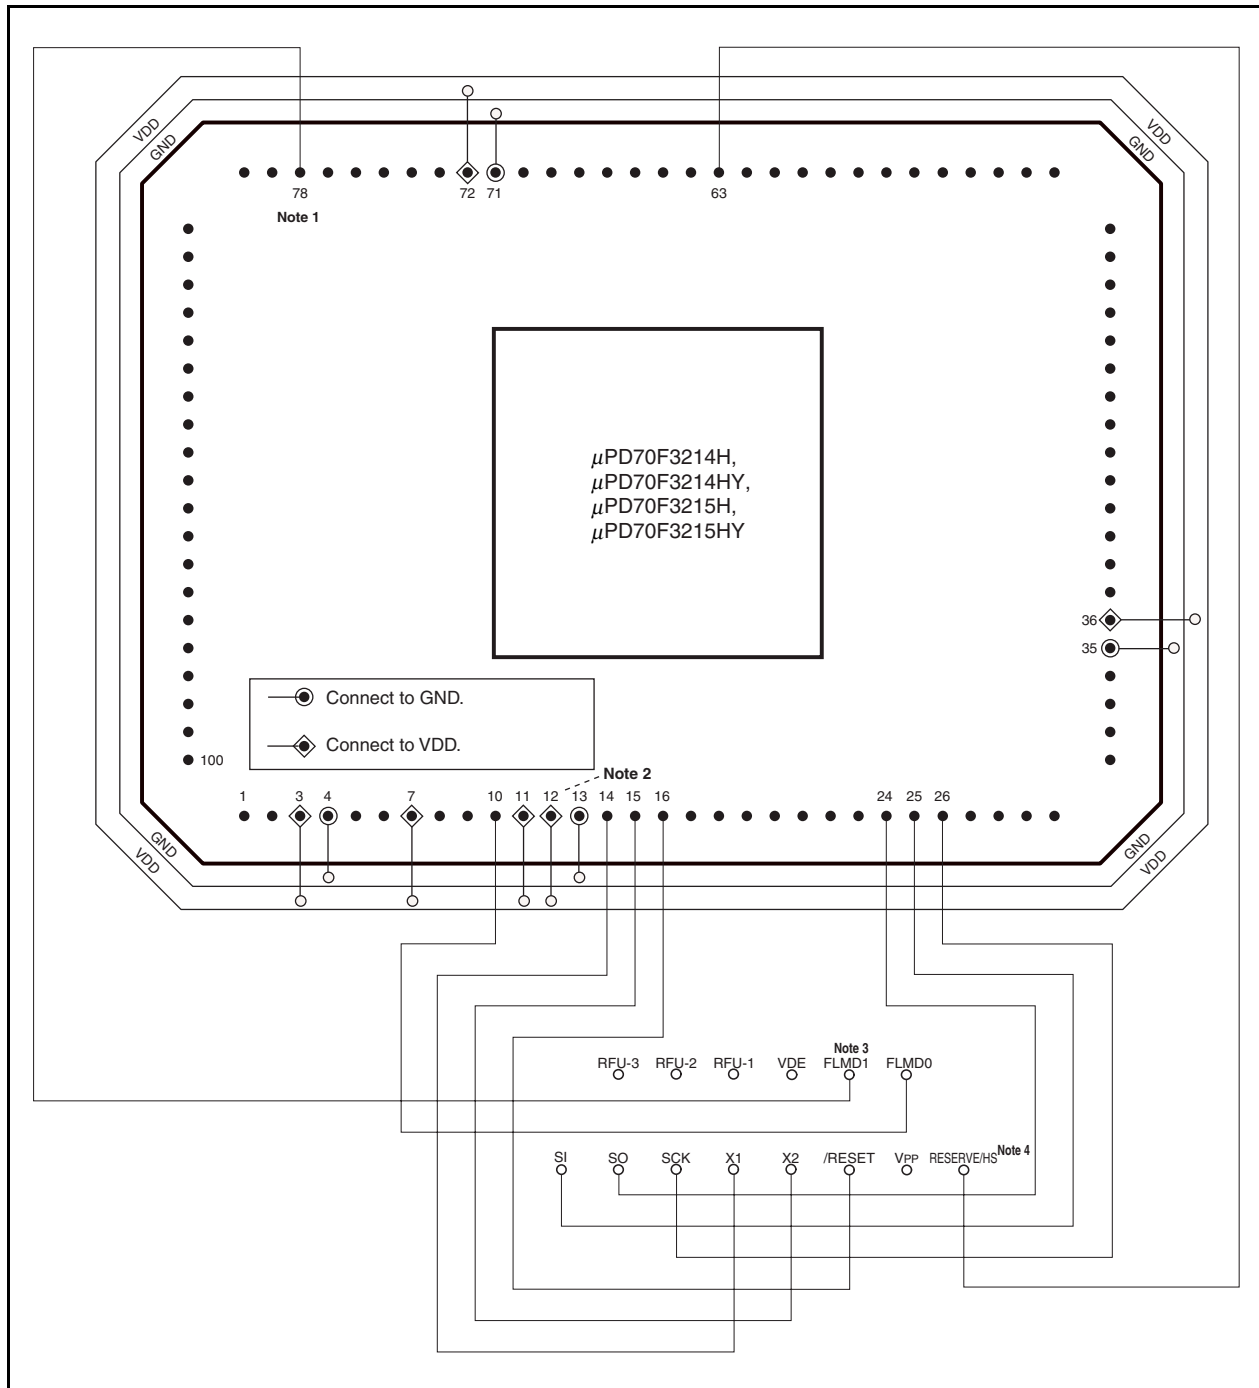 VDD
GND
VDD
GND
78
72
71
63
Note 1
μPD70F3214H,
μPD70F3214HY,
μPD70F3215H,
μPD70F3215HY
36
35
Connect to GND.
Connect to VDD.
100
Note 2
1
3
4
7
10
11
12
13
14
15
16
24
25
26
GND
VDD
GND
VDD
Note 3
RFU-3 RFU-2 RFU-1 VDE FLMD1 FLMD0
SI SO SCK X1 X2 /RESET VPP RESERVE/HS Note 4